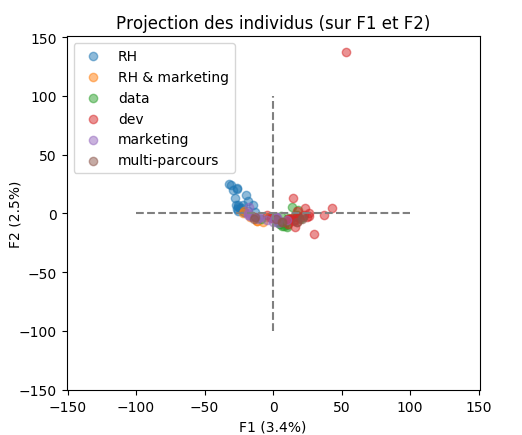 Projection des individus (sur F1 et F2)
150
100
50
0
−50
−100
−150
F2 (2.5%)
RH
RH & marketing
data
dev
marketing
multi-parcours
−150
−100
−50
0
50
100
150
F1 (3.4%)